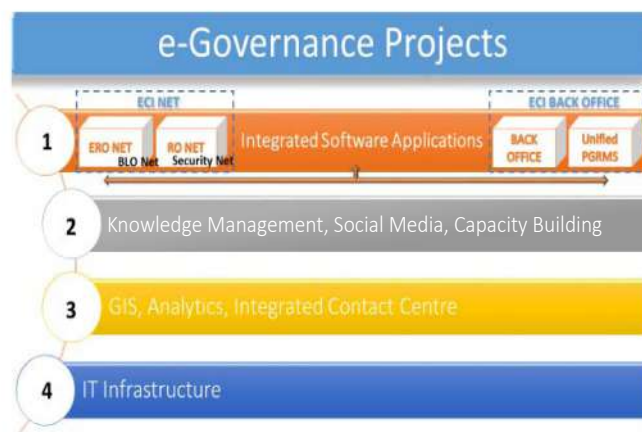 e-Governance Projects
ECI NET
ECI BACK OFFICE
1
ERO NET
BLO Net
RO NET
Security Net
Integrated Software Applications
BACK
OFFICE
Unified
PGRMS
2
Knowledge Management, Social Media, Capacity Building
3
GIS, Analytics, Integrated Contact Centre
4
IT Infrastructure